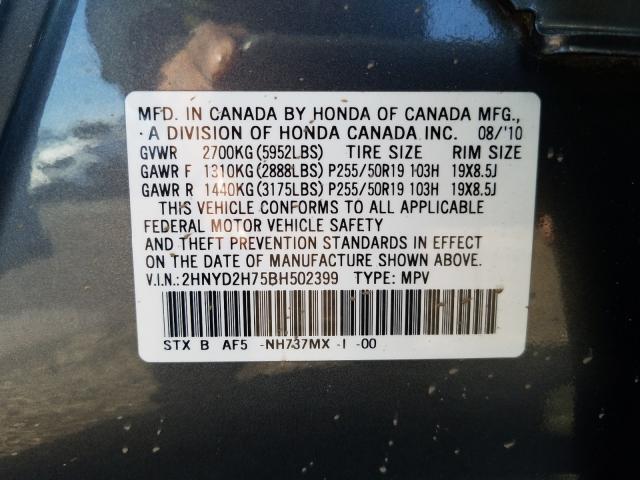 MFD. IN CANADA BY HONDA OF CANADA MFG.,
A DIVISION OF HONDA CANADA INC. 08/'10
GVWR 2700KG(5952LBS) TIRE SIZE RIM SIZE
GAWR F 1310KG(2888LBS) P255/50R19 103H 19X8.5J
GAWR R 1440KG(3175LBS) P255/50R19 103H 19X8.5J
THIS VEHICLE CONFORMS TO ALL APPLICABLE
FEDERAL MOTOR VEHICLE SAFETY
AND THEFT PREVENTION STANDARDS IN EFFECT
ON THE DATE OF MANUFACTURE SHOWN ABOVE.
V.I.N.:2HNYD2H75BH502399 TYPE: MPV
STX B AF5 -NH737MX -I -00